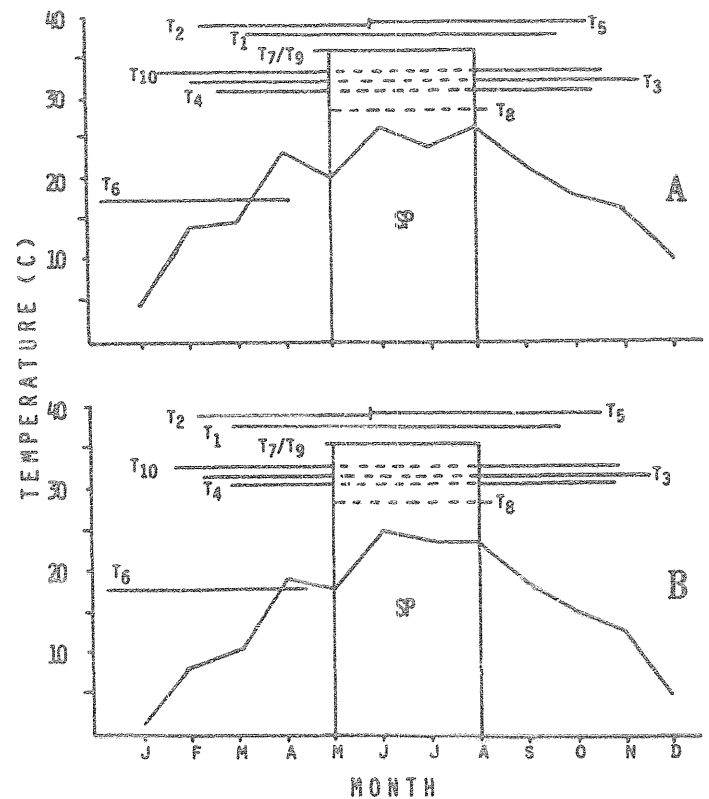 TEMPERATURE (C)
40
30
20
10
T2
T5
T1
T7/T9
T10
T3
T4
T8
T6
A
SP
40
30
20
10
T2
T5
T1
T7/T9
T10
T3
T4
T8
T6
B
SP
J F M A M J J A S O N D
MONTH